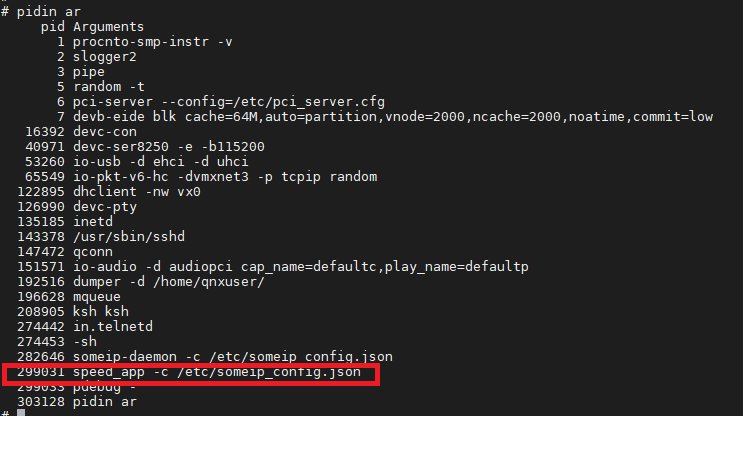 # pidin ar
pid Arguments
1 procnto-smp-instr -v
2 slogger2
3 pipe
5 random -t
6 pci-server --config=/etc/pci_server.cfg
7 devb-eide blk cache=64M,auto=partition,vnode=2000,ncache=2000,noatime,commit=low
16392 devc-con
40971 devc-ser8250 -e -b115200
53260 io-usb -d ehci -d uhci
65549 io-pkt-v6-hc -dvmxnet3 -p tcpip random
122895 dhclient -nw vx0
126990 devc-pty
135185 inetd
143378 /usr/sbin/sshd
147472 qconn
151571 io-audio -d audiopci cap_name=defaultc,play_name=defaultp
192516 dumper -d /home/qnxuser/
196628 mqueue
208905 ksh ksh
274442 in.telnetd
274453 -sh
282646 someip-daemon -c /etc/someip_config.json
299031 speed_app -c /etc/someip_config.json
299033 pdebug -
303128 pidin ar
#